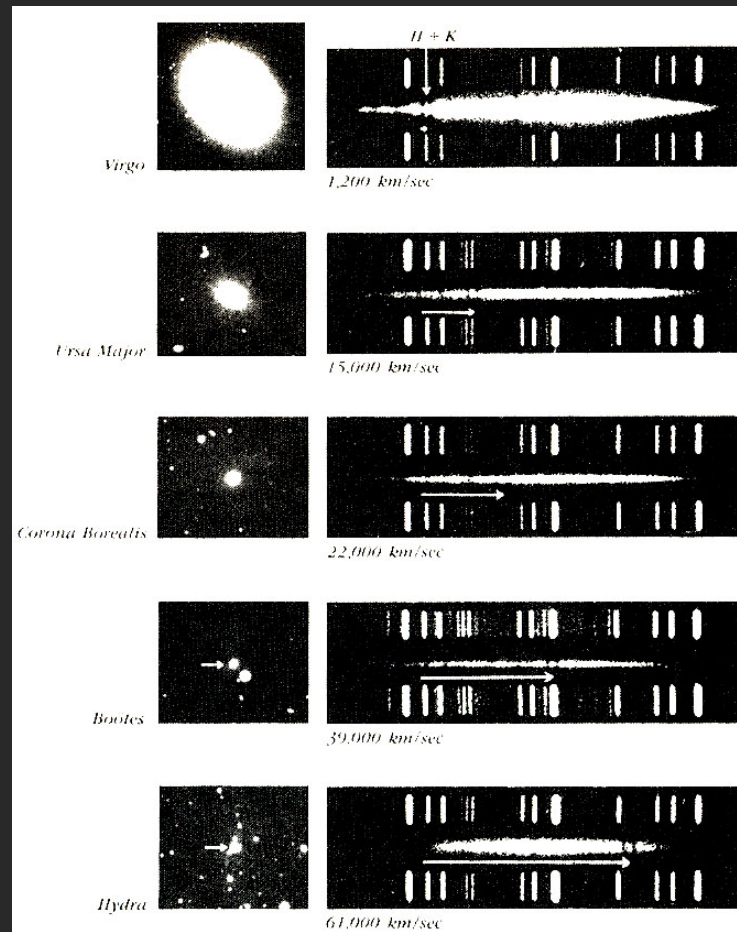 H + K
Virgo
1,200 km/sec
Ursa Major
15,000 km/sec
Corona Borealis
22,000 km/sec
Bootes
39,000 km/sec
Hydra
61,000 km/sec